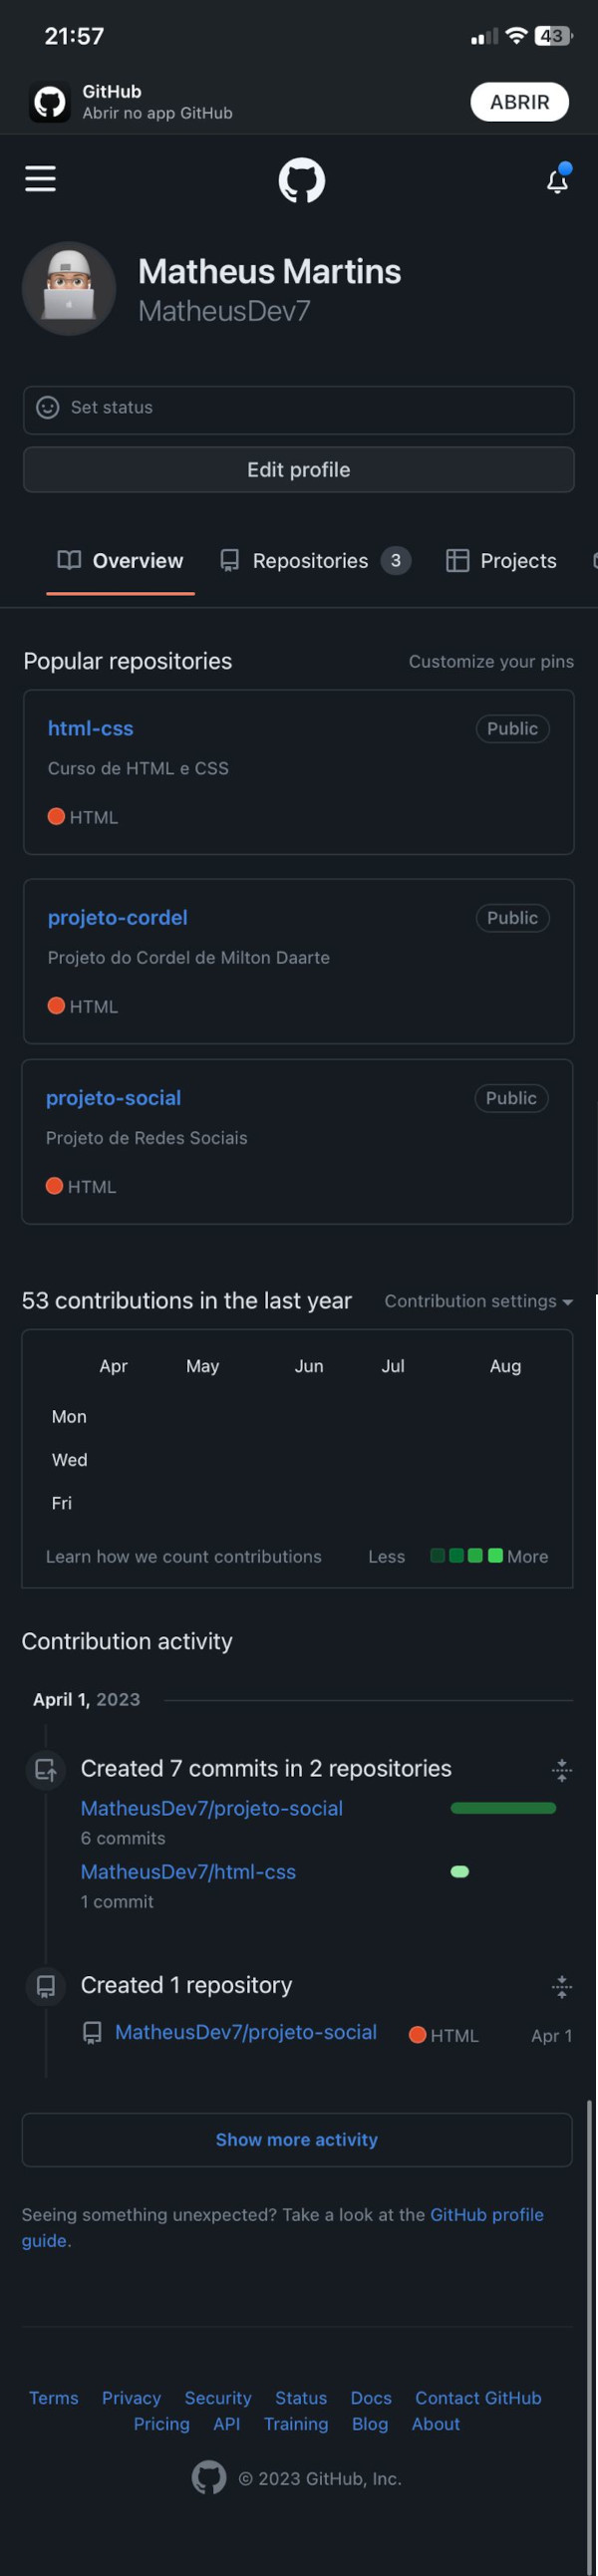 21:57
43
GitHub
Abrir no app GitHub
ABRIR
Matheus Martins
MatheusDev7
Set status
Edit profile
Overview Repositories 3 Projects
Popular repositories Customize your pins
html-css Public
Curso de HTML e CSS
HTML
projeto-cordel Public
Projeto do Cordel de Milton Daarte
HTML
projeto-social Public
Projeto de Redes Sociais
HTML
53 contributions in the last year Contribution settings
Apr May Jun Jul Aug
Mon
Wed
Fri
Learn how we count contributions Less More
Contribution activity
April 1, 2023
Created 7 commits in 2 repositories
MatheusDev7/projeto-social
6 commits
MatheusDev7/html-css
1 commit
Created 1 repository
MatheusDev7/projeto-social HTML Apr 1
Show more activity
Seeing something unexpected? Take a look at the GitHub profile
guide.
Terms Privacy Security Status Docs Contact GitHub
Pricing API Training Blog About
© 2023 GitHub, Inc.